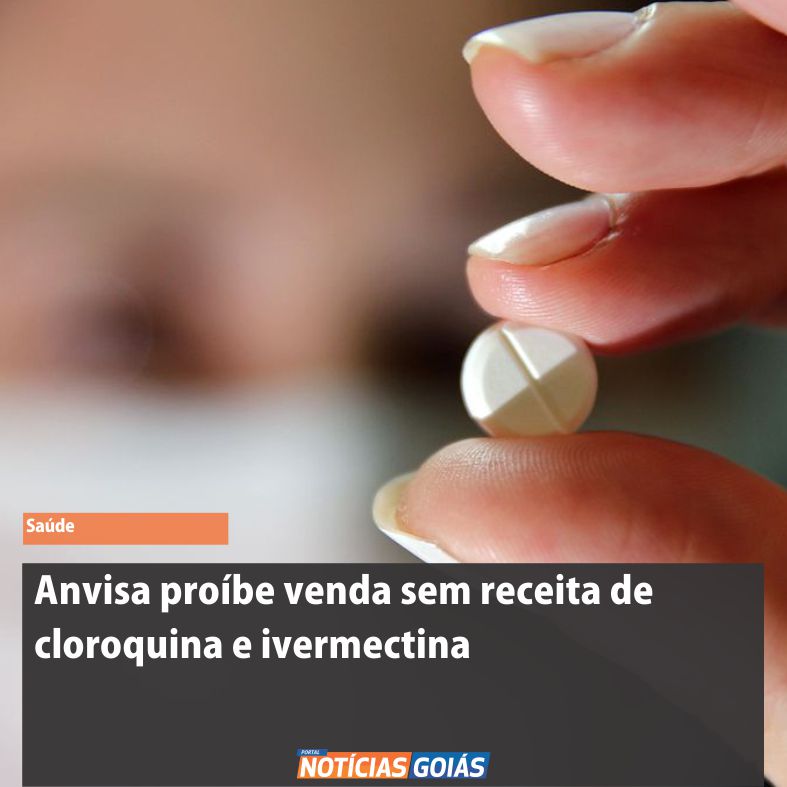 Saúde
Anvisa proíbe venda sem receita de
cloroquina e ivermectina
PORTAL
NOTÍCIAS GOIÁS